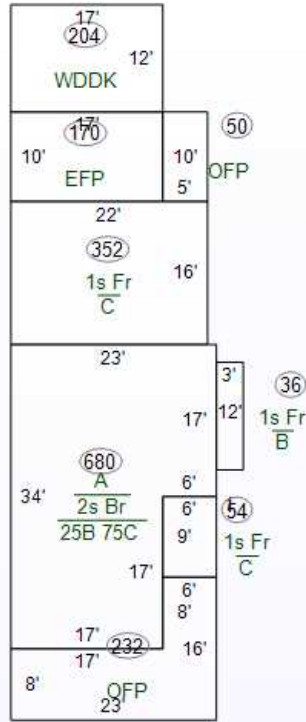 17'
204
12'
WDDK
17'
170
50
10'
10'
EFP
OFP
5'
22'
352
1s Fr
16'
C
23'
3'
36
17'
12'
1s Fr
B
680
A
6'
34'
2s Br
6'
54
25B 75C
9'
1s Fr
C
17'
6'
8'
17'
232
16'
17'
8'
OFP
23'